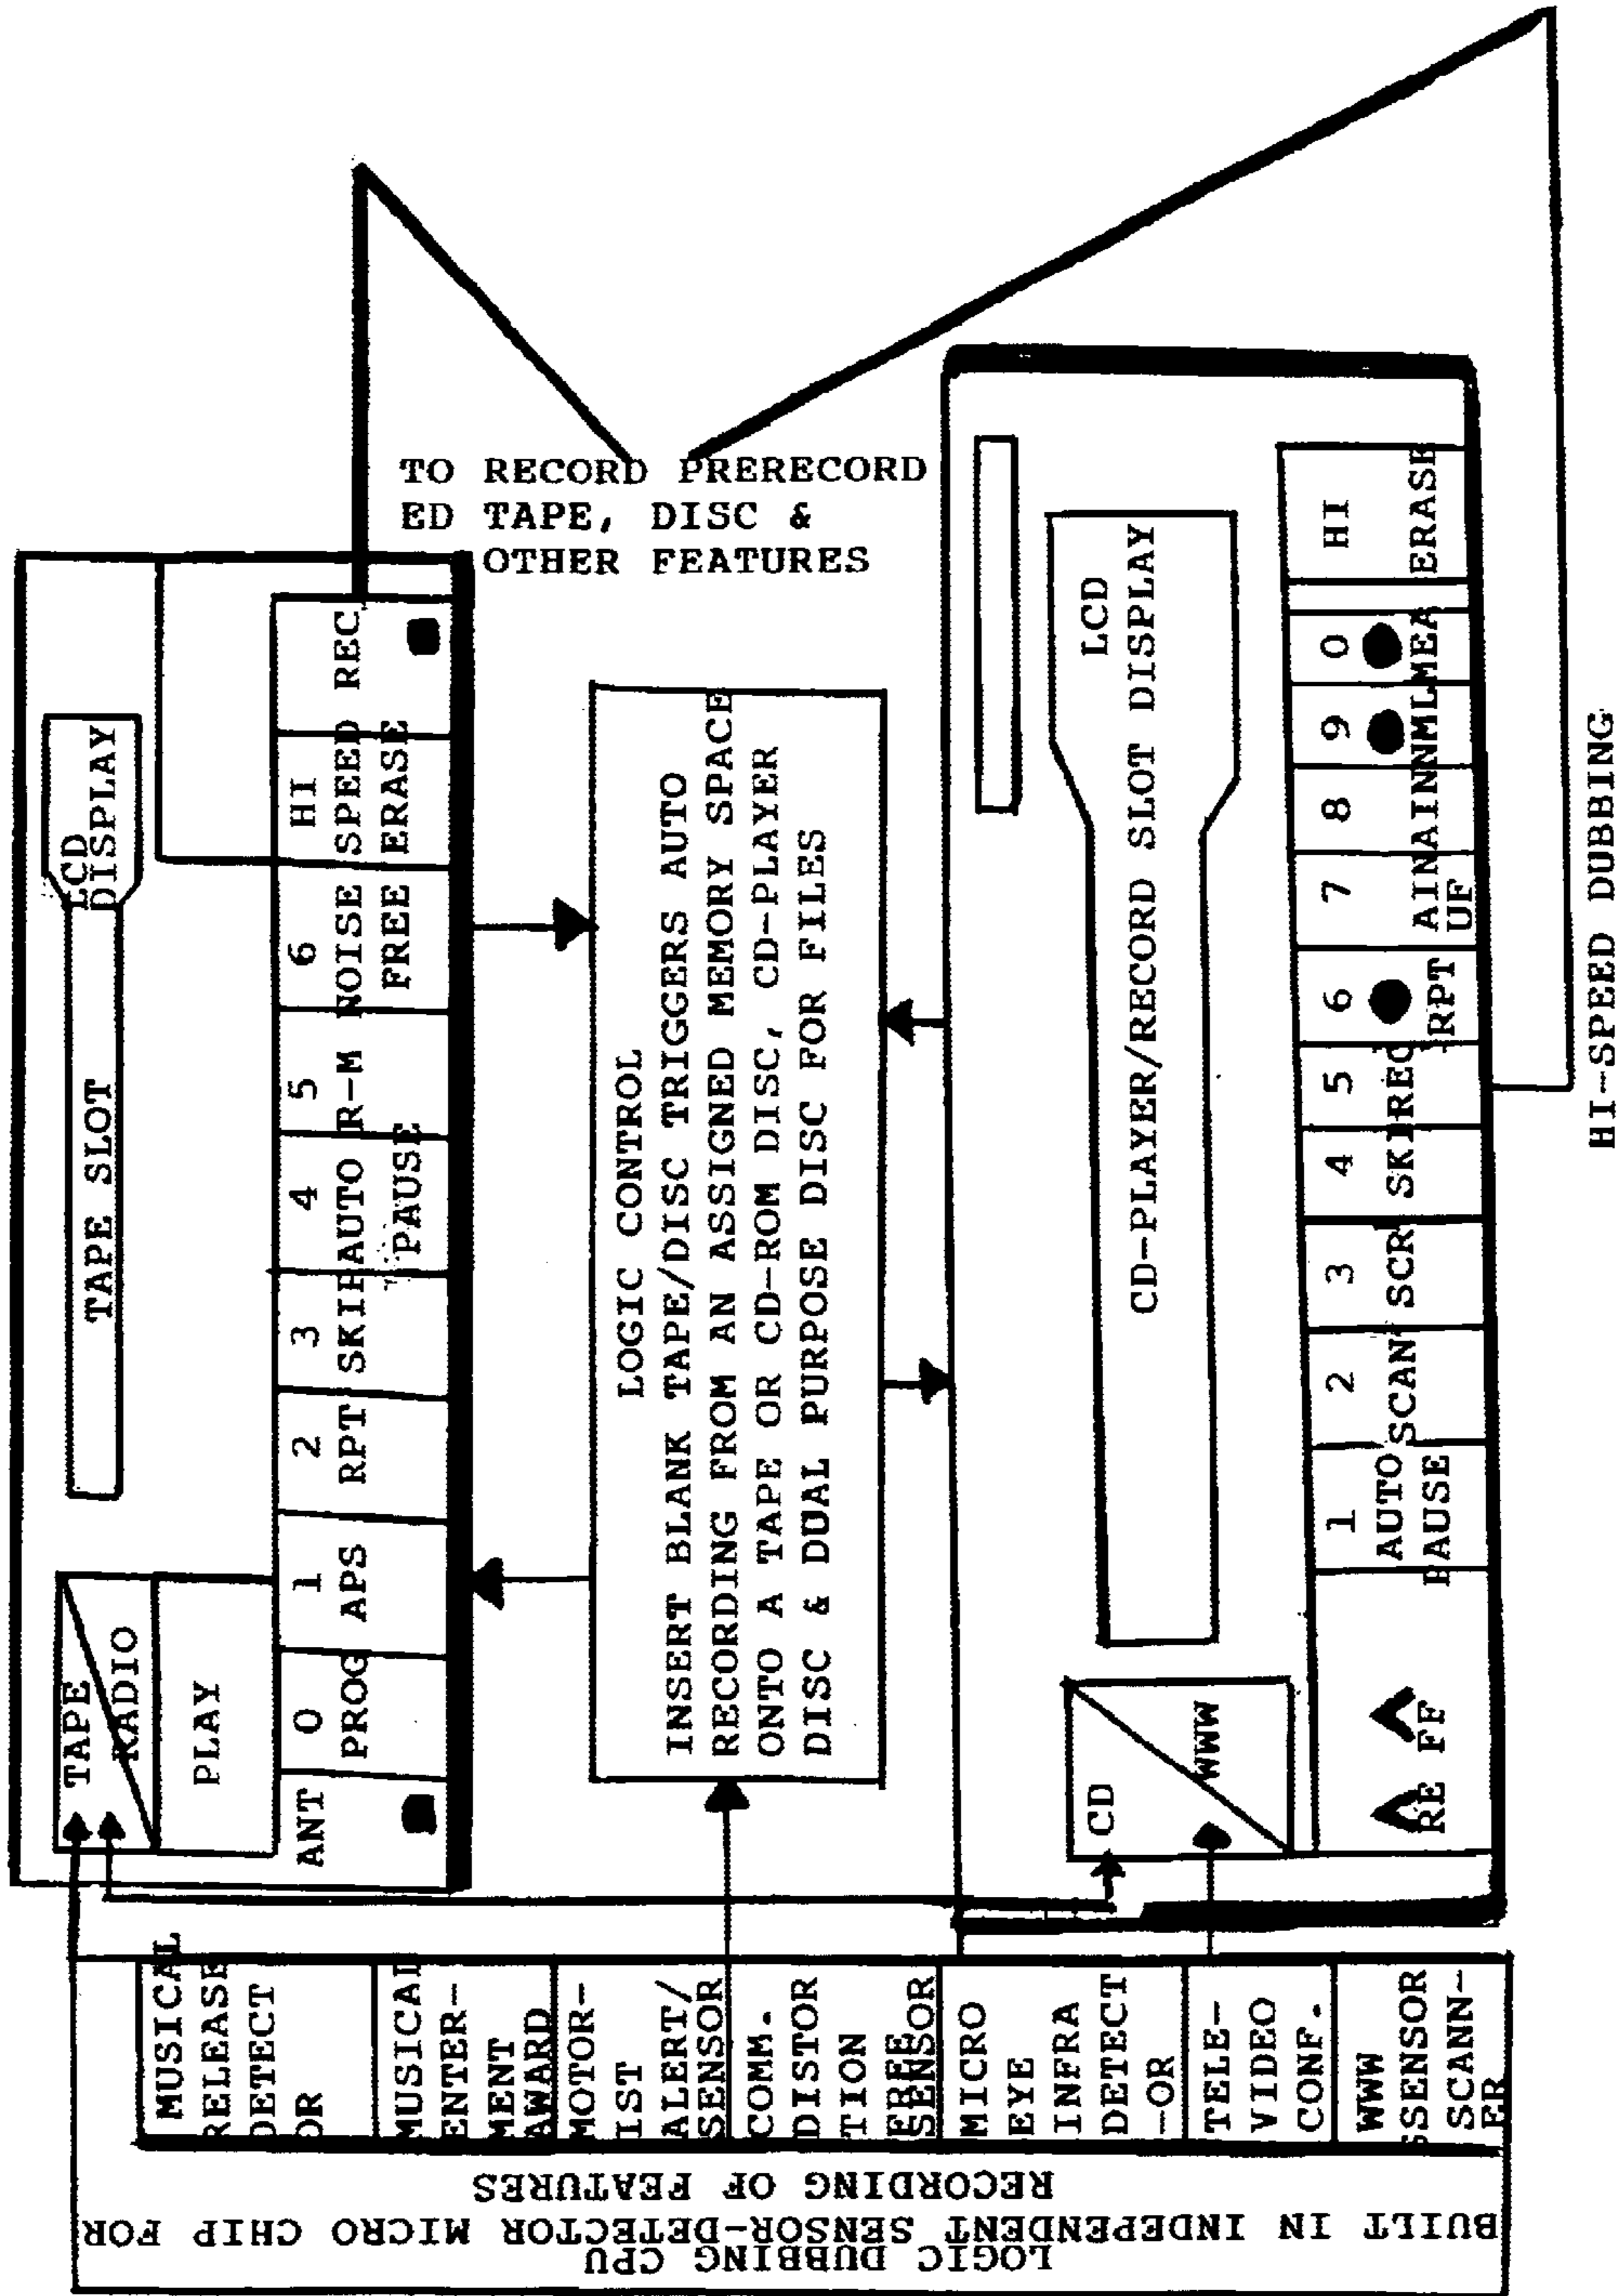 TAPE
RADIO
PLAY
TAPE SLOT
LCD
DISPLAY
ANT
0
PROG
1
APS
2
RPT
3
SKIP
4
AUTO
PAUSE
5
R-M
6
NOISE
FREE
HI
SPEED
ERASE
REC
TO RECORD PRERECORD
ED TAPE, DISC &
OTHER FEATURES
LOGIC CONTROL
INSERT BLANK TAPE/DISC TRIGGERS AUTO
RECORDING FROM AN ASSIGNED MEMORY SPACE
ONTO A TAPE OR CD-ROM DISC, CD-PLAYER
DISC & DUAL PURPOSE DISC FOR FILES
CD
WWW
LCD
CD-PLAYER/RECORD SLOT DISPLAY
RE FF
1
AUTO
PAUSE
2
SCAN
3
SCR
4
SKI
5
REC
6
RPT
7
UF
8
9
0
HI
ERASE
HI-SPEED DUBBING
MUSICAL
RELEASE
DETECT
OR
MUSICAL
ENTER-
MENT
AWARD
MOTOR-
IST
ALERT/
SENSOR
COMM.
DISTOR
TION
FREE
SENSOR
MICRO
EYE
INFRA
DETECT
-OR
TELE-
VIDEO
CONF.
WWW
SSENSOR
SCANN-
ER
LOGIC DUBBING CPU
BUILT IN INDEPENDENT SENSOR-DETECTOR MICRO CHIP FOR
RECORDING OF FEATURES